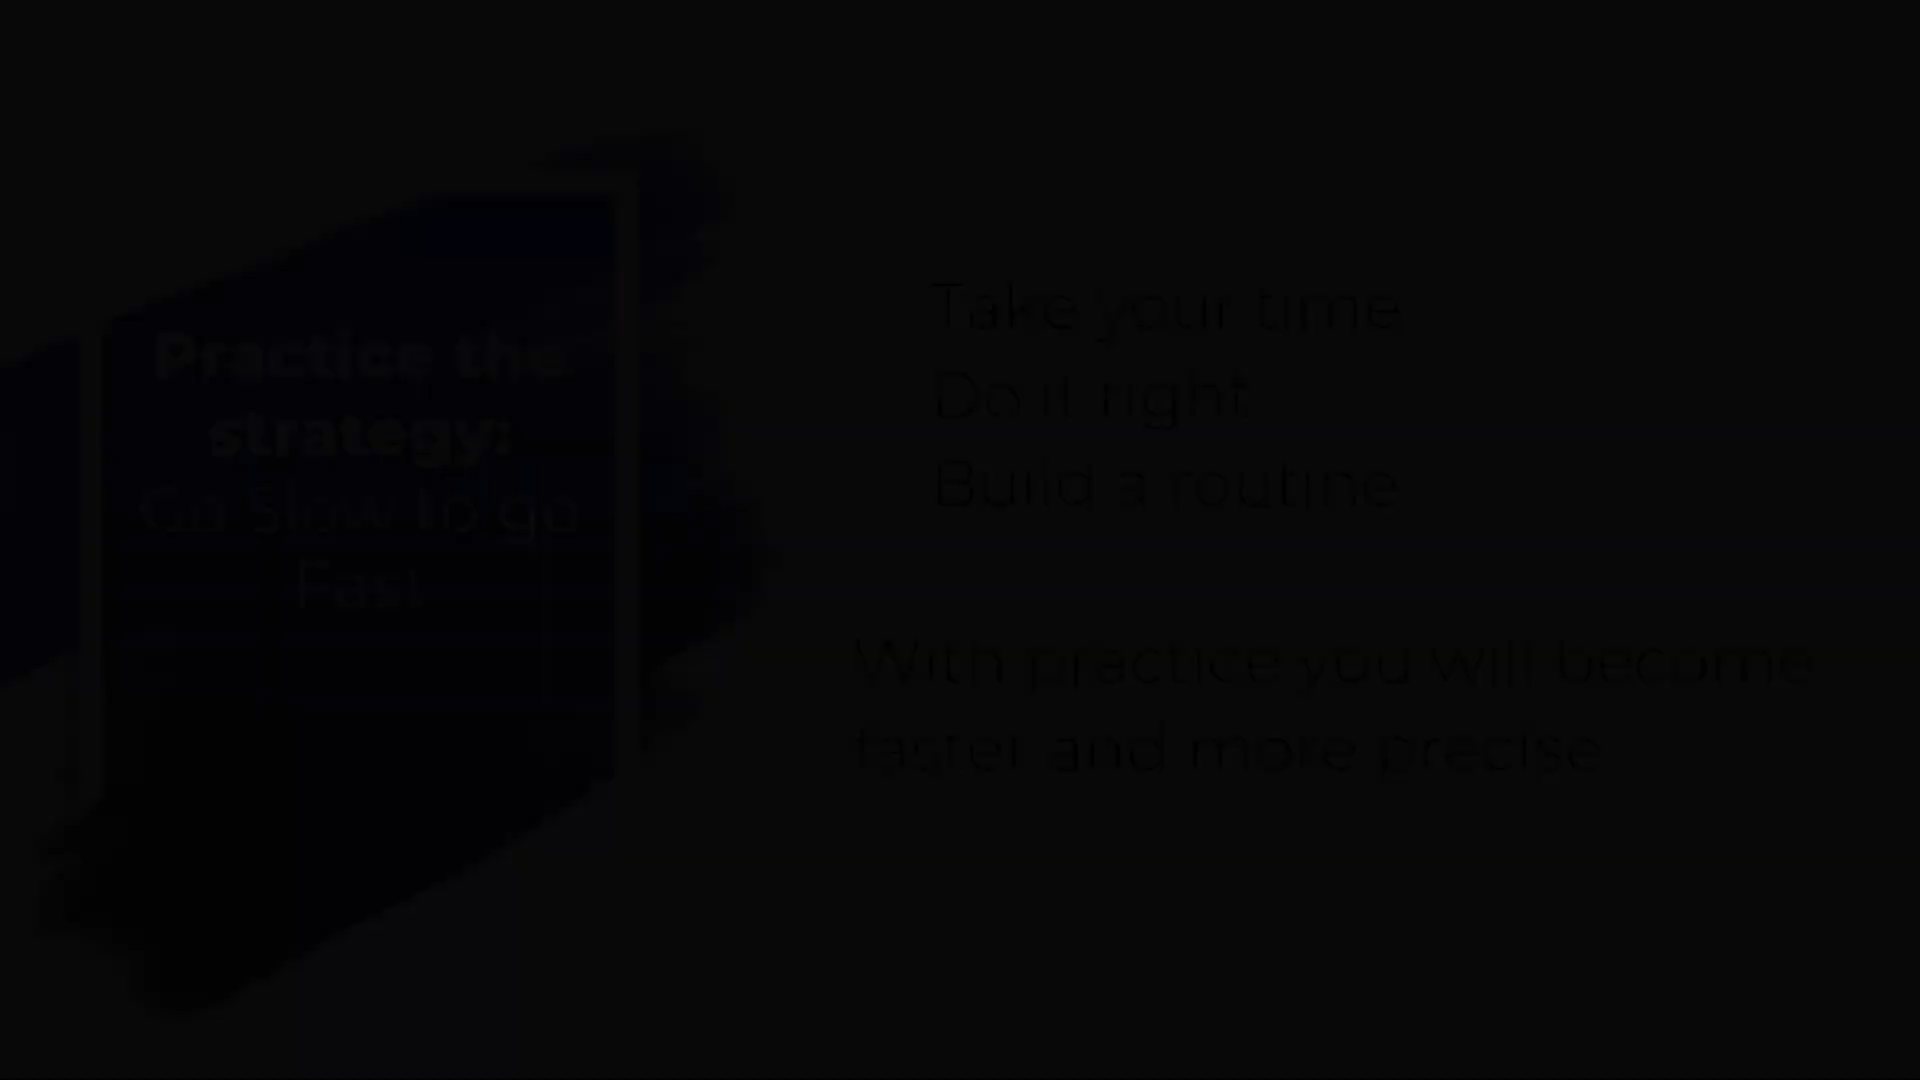 Practice the
strategy:
Go Slow to go
Fast
Take your time
Do it right
Build a routine
With practice you will become
faster and more precise